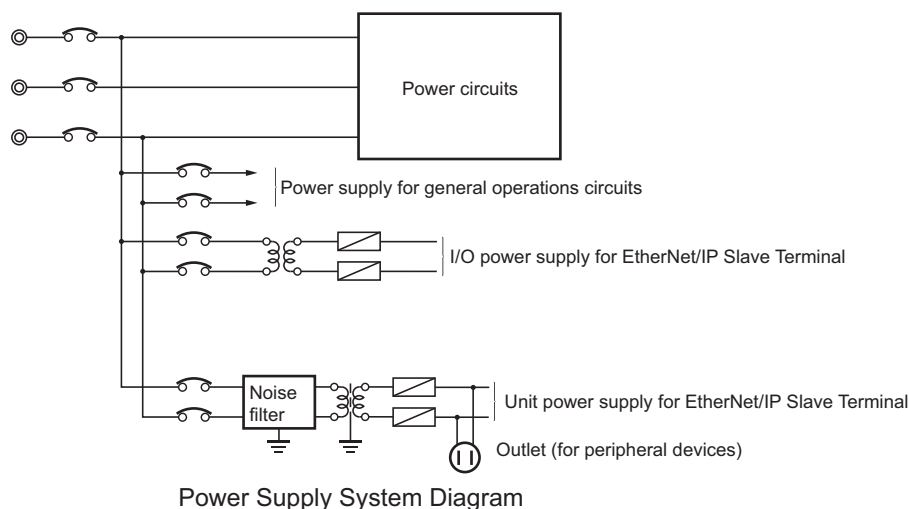 Power circuits
Power supply for general operations circuits
I/O power supply for EtherNet/IP Slave Terminal
Noise
filter
Unit power supply for EtherNet/IP Slave Terminal
Outlet (for peripheral devices)
Power Supply System Diagram